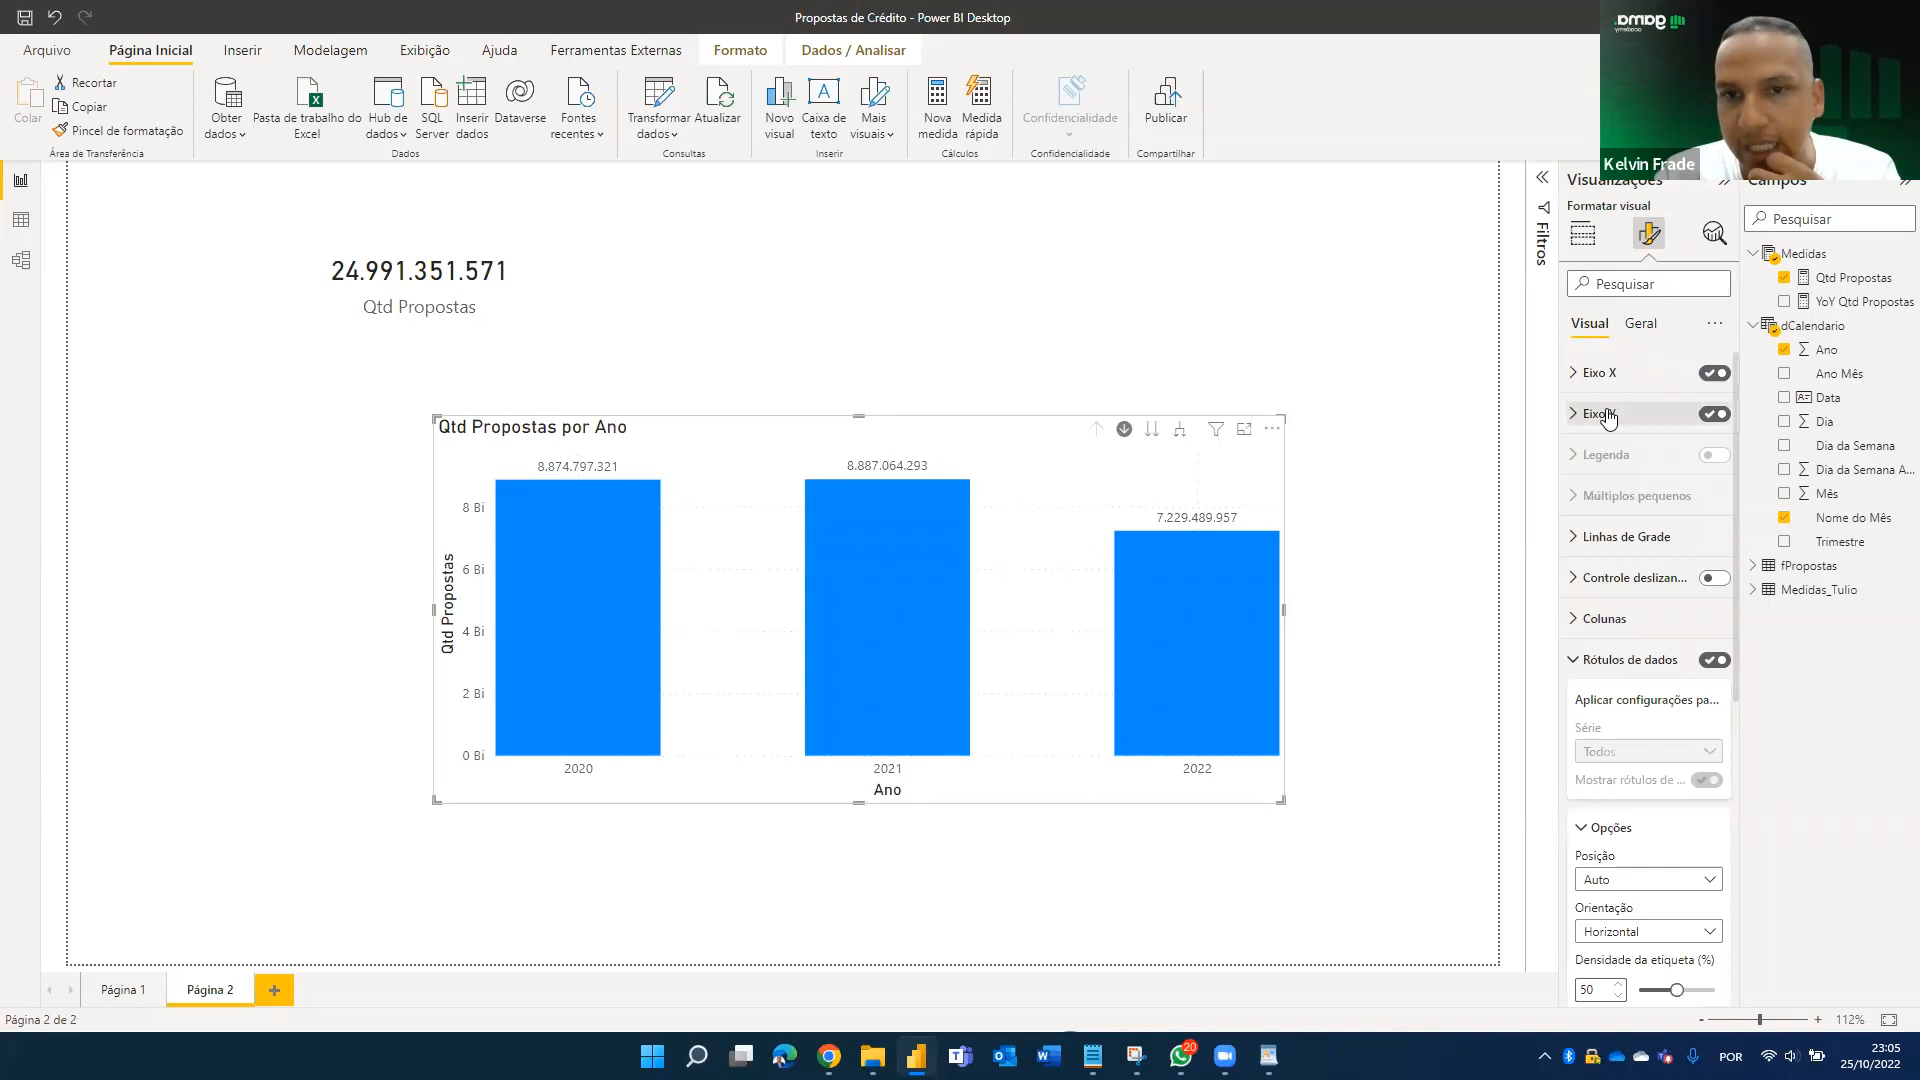 Propostas de Crédito - Power BI Desktop
Arquivo
Página Inicial
Inserir
Modelagem
Exibição
Ajuda
Ferramentas Externas
Formato
Dados / Analisar
Colar
Recortar
Copiar
Pincel de formatação
Área de Transferência
Obter dados
Pasta de trabalho do Excel
Hub de dados
SQL Server
Inserir dados
Dataverse
Fontes recentes
Dados
Transformar dados
Atualizar
Consultas
Novo visual
Caixa de texto
Mais visuais
Inserir
Nova medida
Medida rápida
Cálculos
Confidencialidade
Confidencialidade
Publicar
Compartilhar
Kelvin Frade
24.991.351.571
Qtd Propostas
Qtd Propostas por Ano
8.874.797.321
8.887.064.293
7.229.489.957
8 Bi
6 Bi
4 Bi
2 Bi
0 Bi
Qtd Propostas
2020
2021
2022
Ano
Filtros
Visualizações
Formatar visual
Pesquisar
Visual
Geral
Eixo X
Eixo
Legenda
Múltiplos pequenos
Linhas de Grade
Controle deslizan...
Colunas
Rótulos de dados
Aplicar configurações pa...
Série
Todos
Mostrar rótulos de ...
Opções
Posição
Auto
Orientação
Horizontal
Densidade da etiqueta (%)
50
Campos
Pesquisar
Medidas
Qtd Propostas
YoY Qtd Propostas
dCalendario
Ano
Ano Mês
Data
Dia
Dia da Semana
Dia da Semana A...
Mês
Nome do Mês
Trimestre
fPropostas
Medidas_Tulio
Página 1
Página 2
Página 2 de 2
112%
20
POR
23:05
25/10/2022